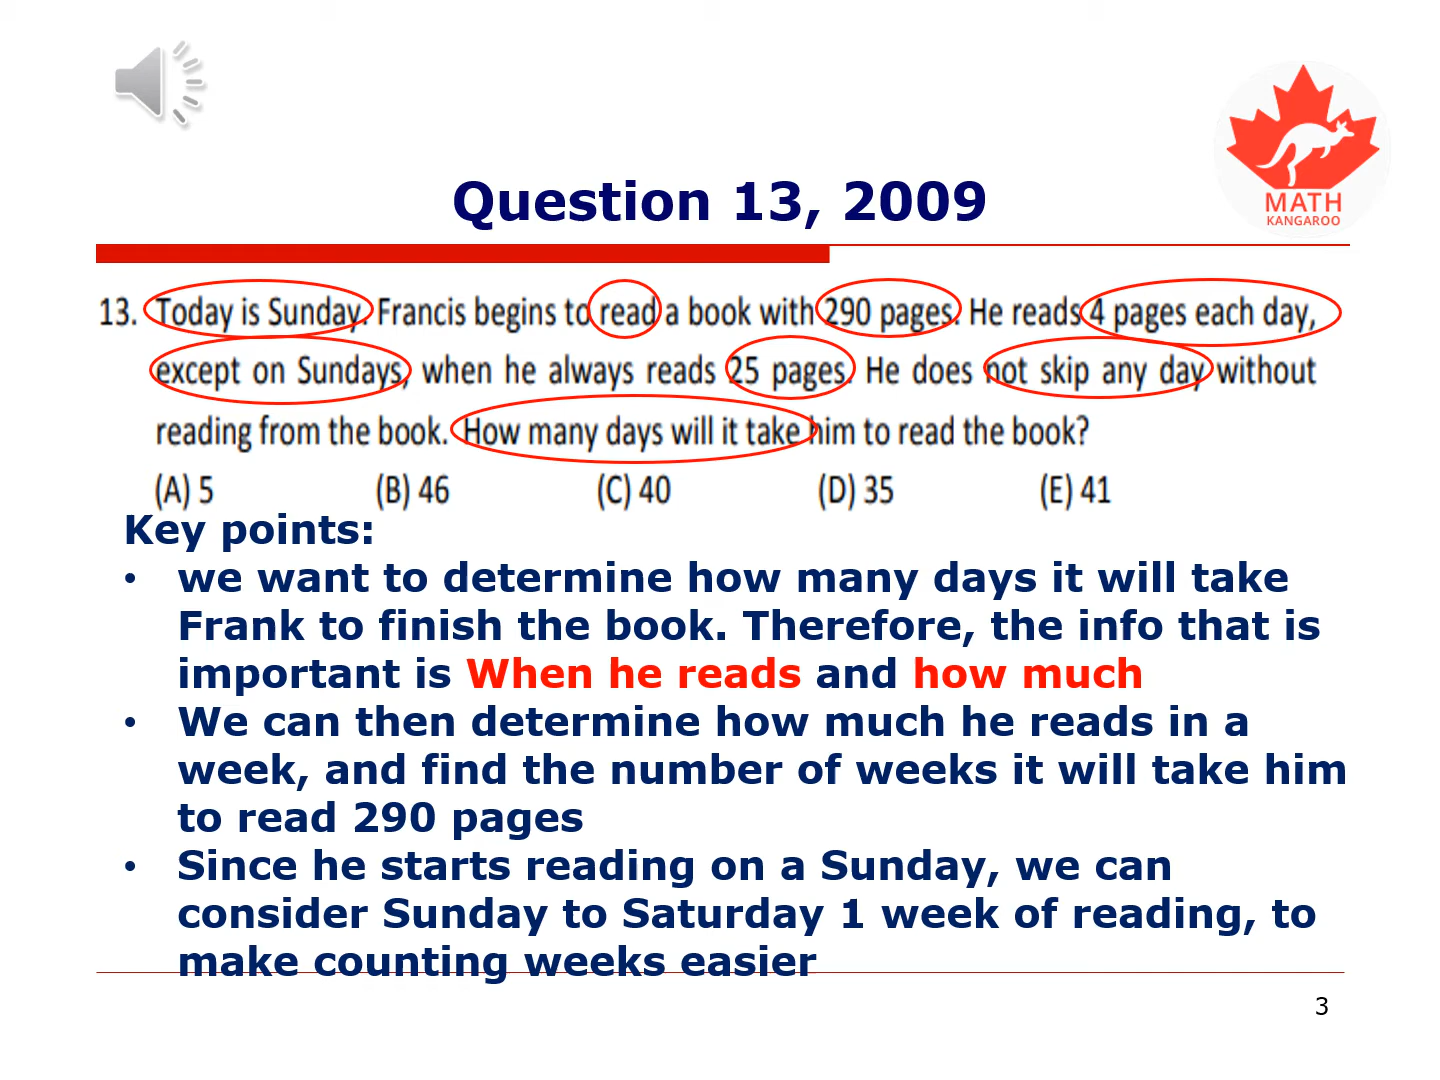 MATH
KANGAROO
Question 13, 2009
13. Today is Sunday. Francis begins to read a book with 290 pages. He reads 4 pages each day,
except on Sundays, when he always reads 25 pages. He does not skip any day without
reading from the book. How many days will it take him to read the book?
(A) 5 (B) 46 (C) 40 (D) 35 (E) 41
Key points:
• we want to determine how many days it will take
Frank to finish the book. Therefore, the info that is
important is When he reads and how much
• We can then determine how much he reads in a
week, and find the number of weeks it will take him
to read 290 pages
• Since he starts reading on a Sunday, we can
consider Sunday to Saturday 1 week of reading, to
make counting weeks easier
3